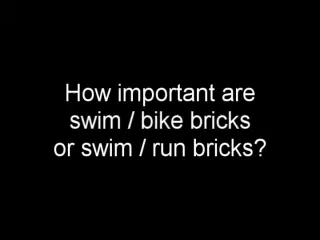 How important are
swim / bike bricks
or swim / run bricks?